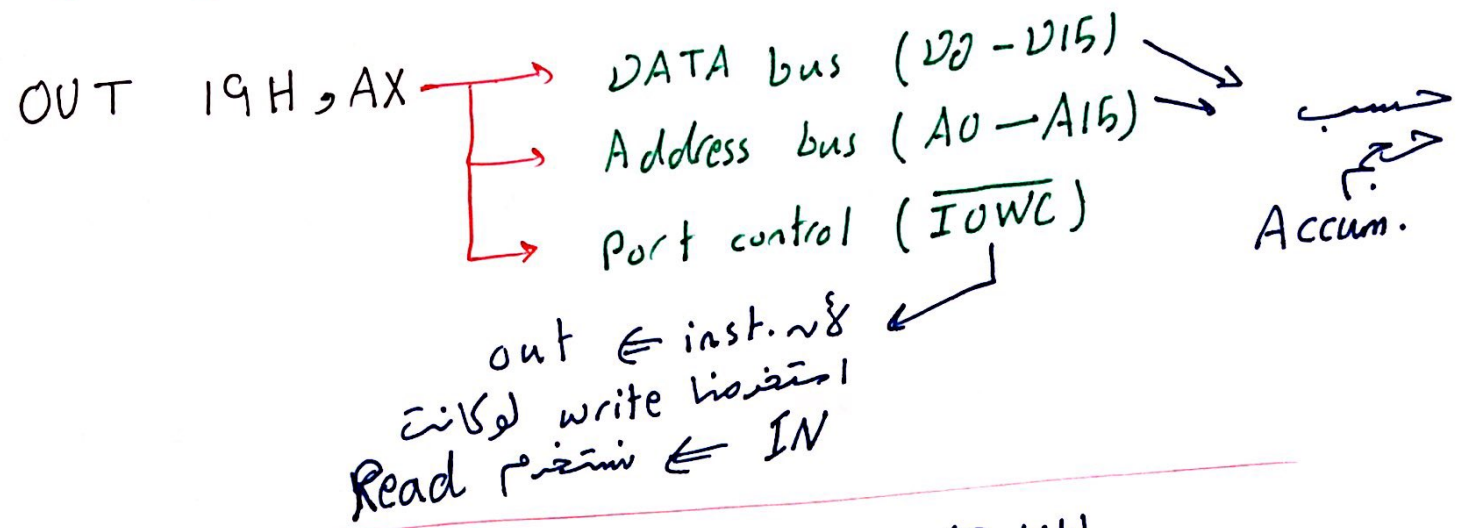 OUT 19H, AX
DATA bus (D0 - D15)
Address bus (A0 - A15)
Port control (IOWC)
حسب
حجم
Accum.
لأن inst. ⇐ out
استخدمنا write لو كانت
IN ⇐ نستخدم Read